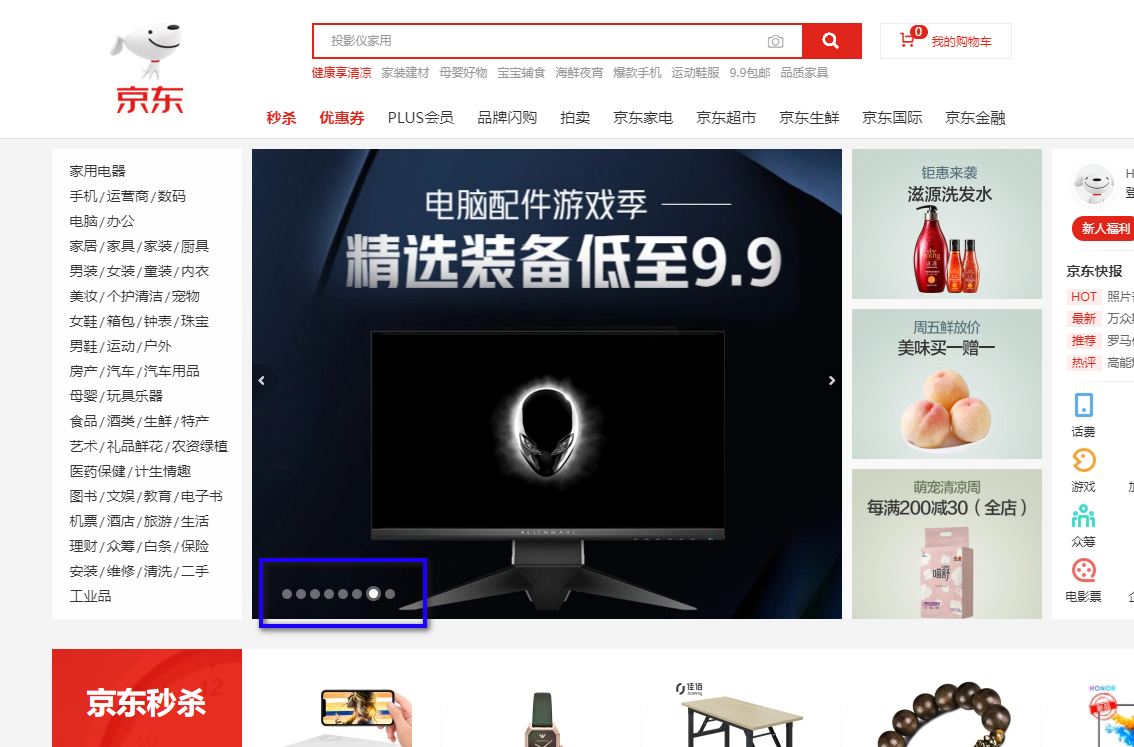 京东
投影仪家用
0
我的购物车
健康享清凉 家装建材 母婴好物 宝宝辅食 海鲜夜宵 爆款手机 运动鞋服 9.9包邮 品质家具
秒杀 优惠券 PLUS会员 品牌闪购 拍卖 京东家电 京东超市 京东生鲜 京东国际 京东金融
家用电器
手机/运营商/数码
电脑/办公
家居/家具/家装/厨具
男装/女装/童装/内衣
美妆/个护清洁/宠物
女鞋/箱包/钟表/珠宝
男鞋/运动/户外
房产/汽车/汽车用品
母婴/玩具乐器
食品/酒类/生鲜/特产
艺术/礼品鲜花/农资绿植
医药保健/计生情趣
图书/文娱/教育/电子书
机票/酒店/旅游/生活
理财/众筹/白条/保险
安装/维修/清洗/二手
工业品
电脑配件游戏季
精选装备低至9.9
ALIENWARE
钜惠来袭
滋源洗发水
周五鲜放价
美味买一赠一
萌宠清凉周
每满200减30（全店）
喵舒
H
登
新人福利
京东快报
HOT 照片
最新 万众
推荐 罗马
热评 高能
话费
游戏
众筹
电影票
京东秒杀
12
10
佳佰
HONOR